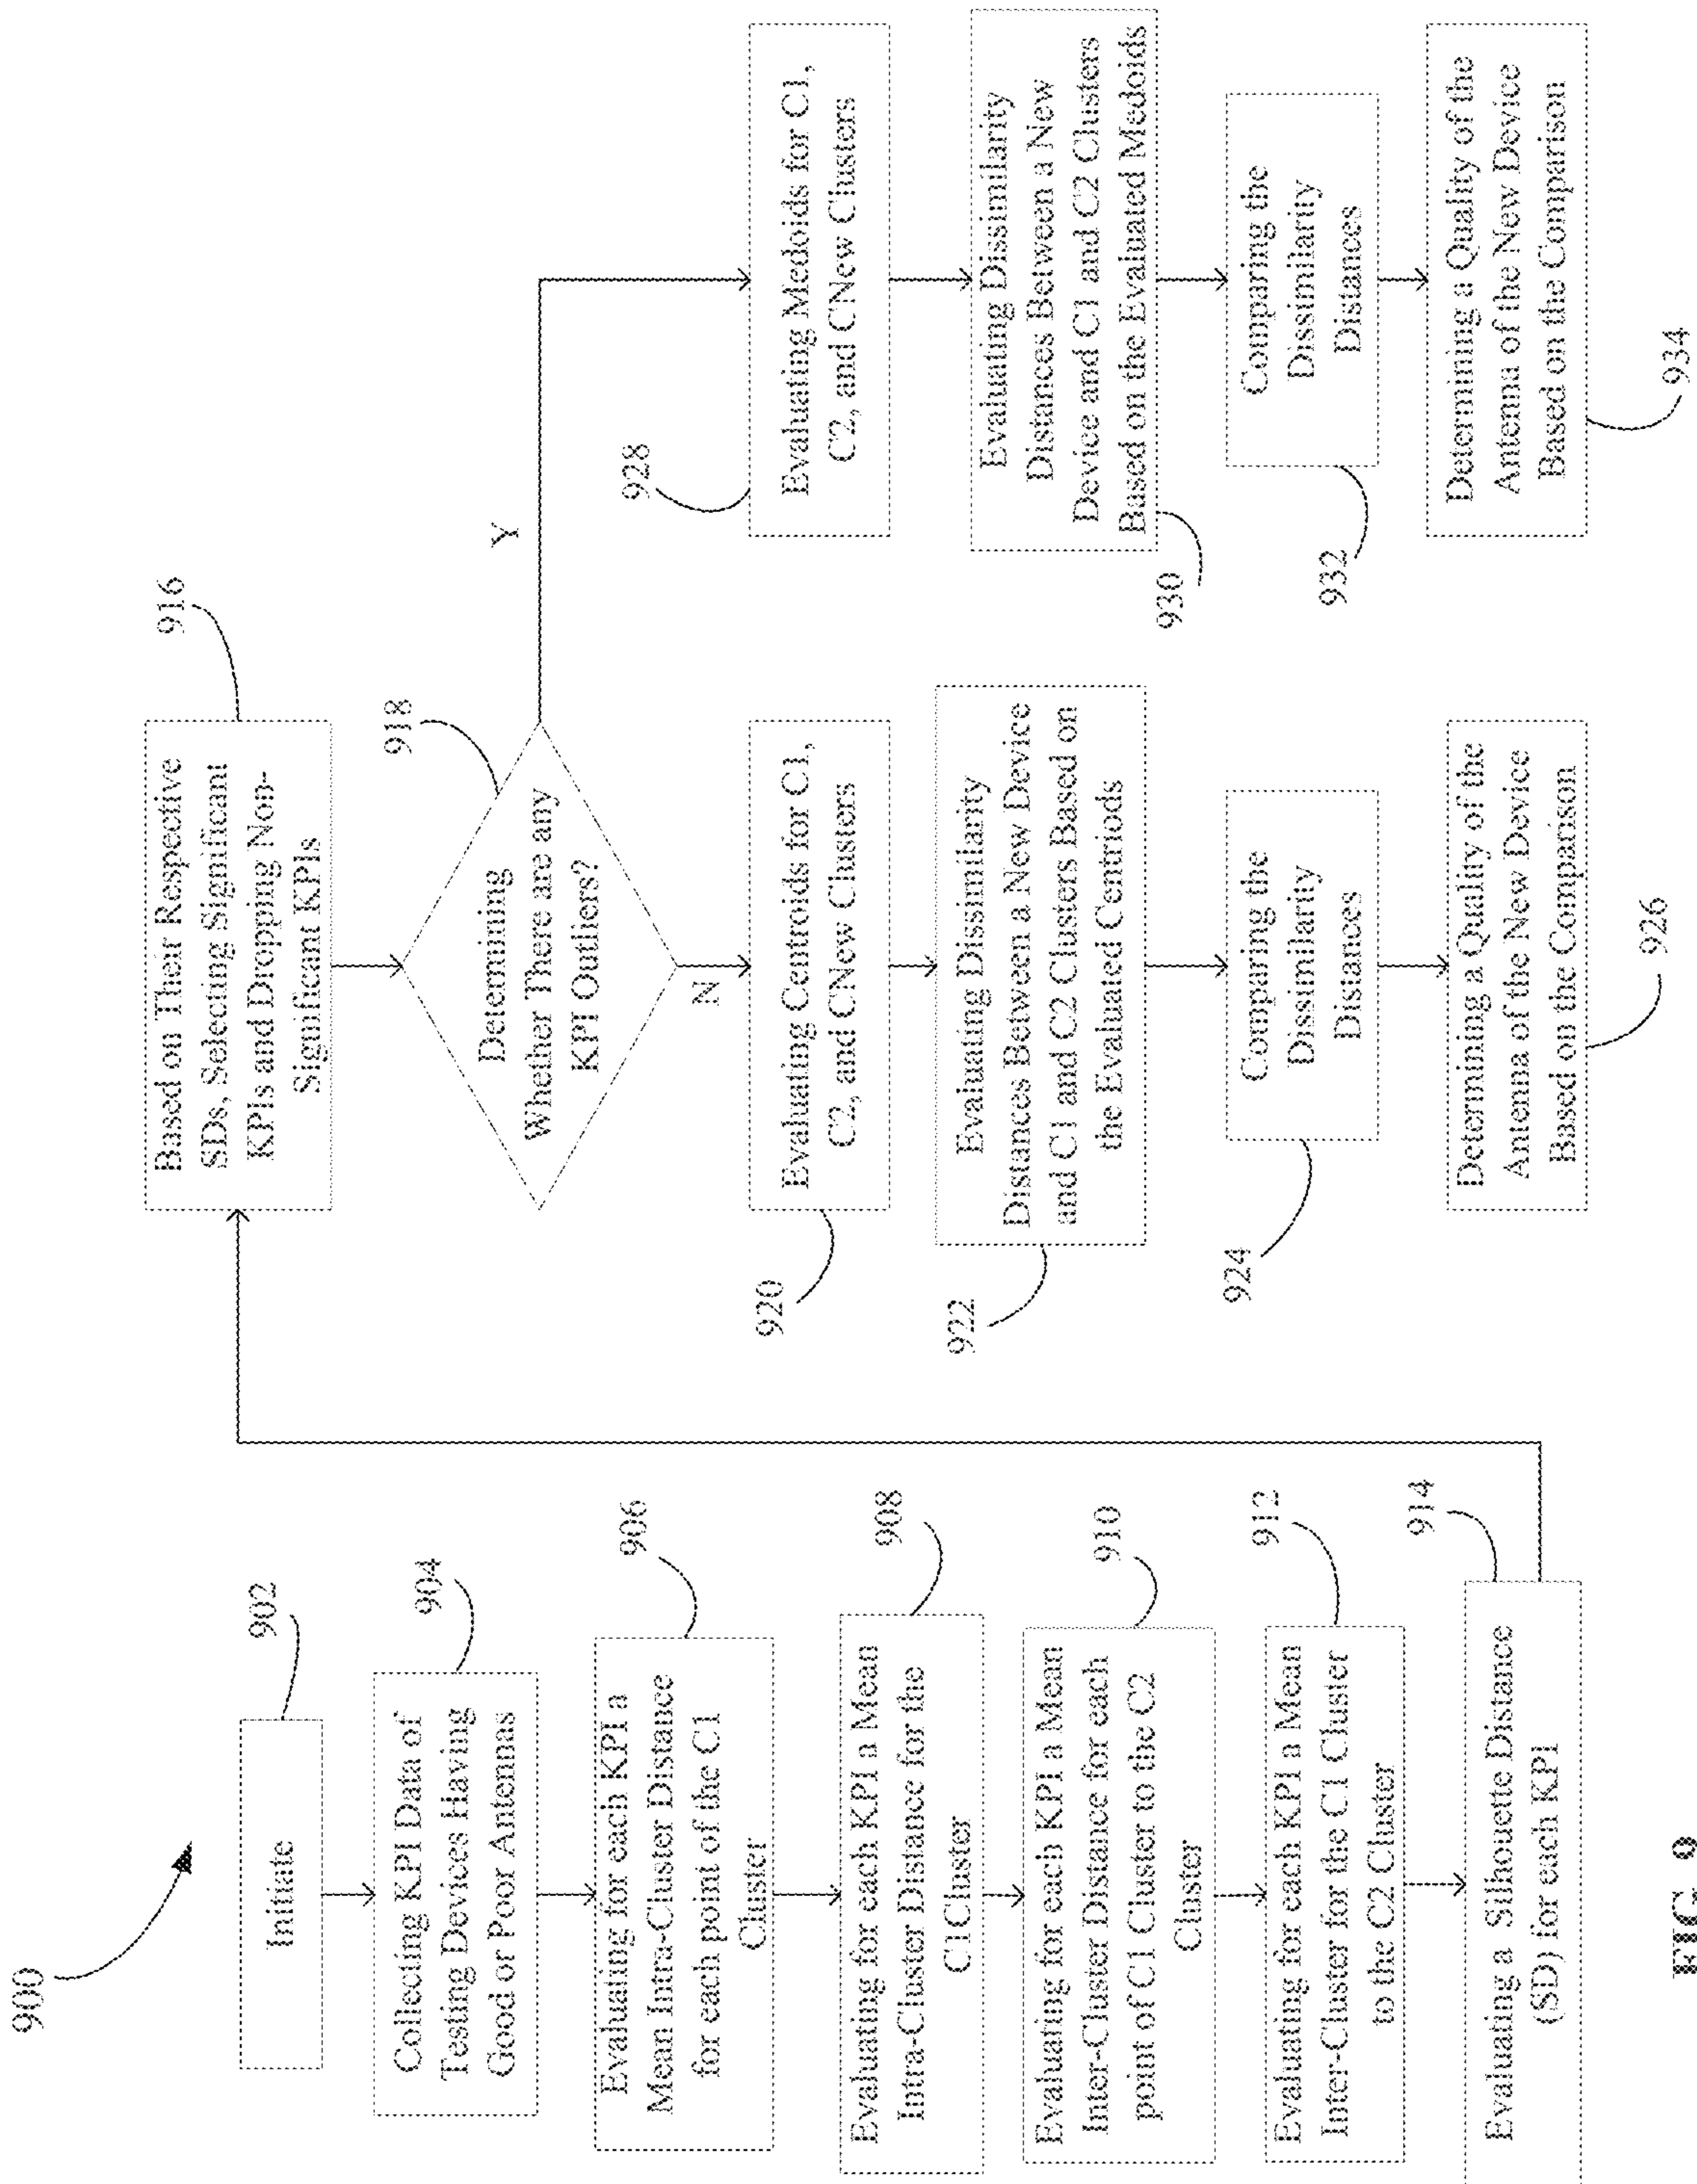 900
Initiate
902
Collecting KPI Data of
Testing Devices Having
Good or Poor Antennas
904
Evaluating for each KPI a
Mean Intra-Cluster Distance
for each point of the C1
Cluster
906
Evaluating for each KPI a Mean
Intra-Cluster Distance for the
C1Cluster
908
Evaluating for each KPI a Mean
Inter-Cluster Distance for each
point of C1 Cluster to the C2
Cluster
910
Evaluating for each KPI a Mean
Inter-Cluster for the C1 Cluster
to the C2 Cluster
912
Evaluating a Silhouette Distance
(SD) for each KPI
914
Based on Ther Respective
SDs, Selecting Significant
KPIs and Dropping Non-
Significant KPIs
916
Determining
Whether There are any
KPI Outliers?
918
N
Y
Evaluating Centroids for C1,
C2, and CNew Clusters
920
Evaluating Dissimilarity
Distances Between a New Device
and C1 and C2 Clusters Based on
the Evaluated Centriods
922
Comparing the
Dissimilarity
Distances
924
Determining a Quality of the
Antenna of the New Device
Based on the Comparison
926
Evaluating Medoids for C1,
C2, and CNew Clusters
928
Evaluating Dissimilarity
Distances Between a New
Device and C1 and C2 Clusters
Based on the Evaluated Medoids
930
Comparing the
Dissimilarity
Distances
932
Determining a Quality of the
Antenna of the New Device
Based on the Comparison
934
FIG. 9